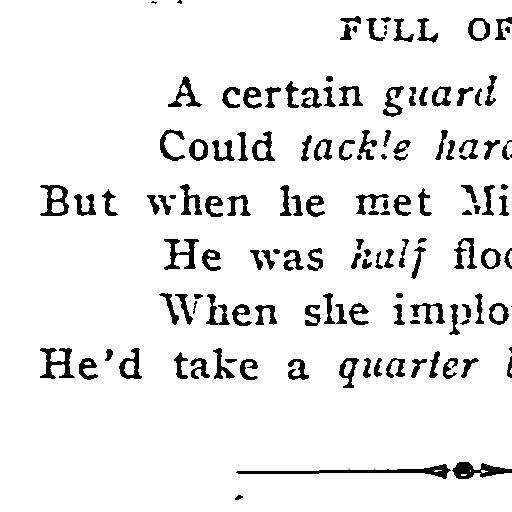 FULL OF
A certain guard
Could tackle hard
But when he met Mi
He was half floo
When she implo
He'd take a quarter b